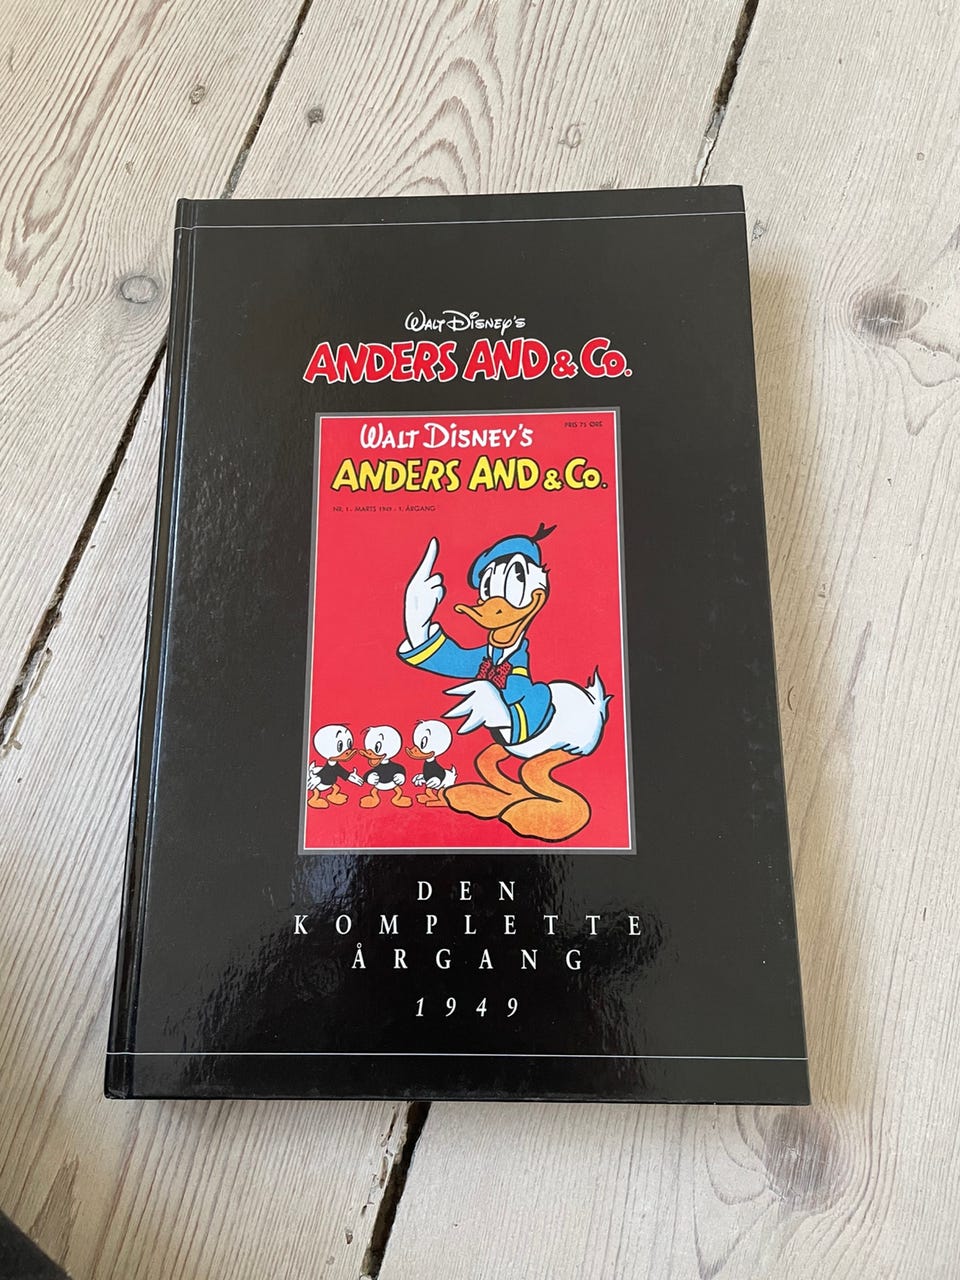 WALT DISNEY'S
ANDERS AND & CO.
WALT DISNEY'S
PRIS 75 ØRE
ANDERS AND & CO.
NR. 1 - MARTS 1949 - 1. ÅRGANG
DEN
KOMPLETTE
ÅRGANG
1949